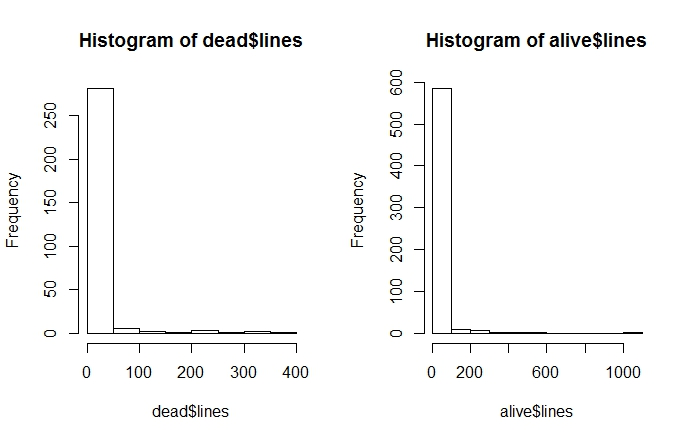 Histogram of dead$lines
Frequency
0 50 100 150 200 250
0 100 200 300 400
dead$lines
Histogram of alive$lines
Frequency
0 100 200 300 400 500 600
0 200 600 1000
alive$lines